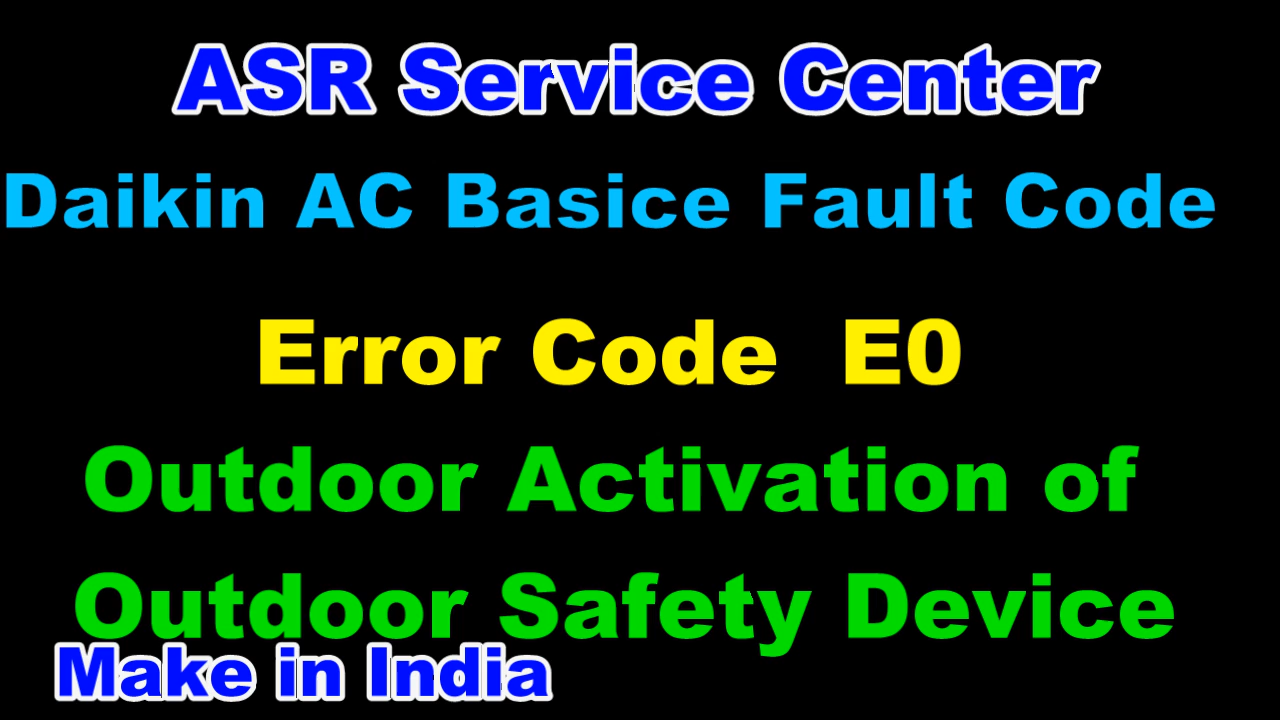 ASR Service Center
Daikin AC Basice Fault Code
Error Code E0
Outdoor Activation of
Outdoor Safety Device
Make in India